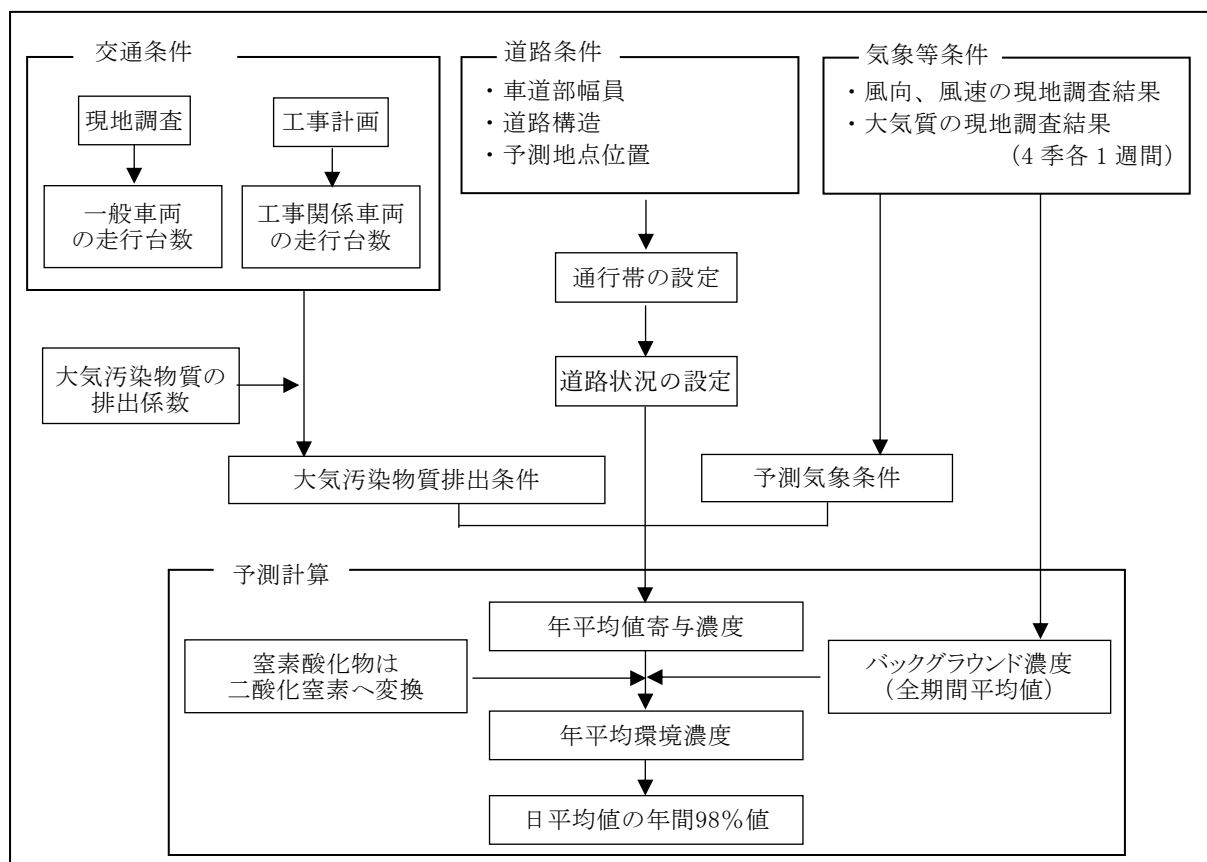 交通条件
現地調査
工事計画
一般車両
の走行台数
工事関係車両
の走行台数
道路条件
・車道部幅員
・道路構造
・予測地点位置
気象等条件
・風向、風速の現地調査結果
・大気質の現地調査結果
（4 季各 1 週間）
通行帯の設定
大気汚染物質の
排出係数
道路状況の設定
大気汚染物質排出条件
予測気象条件
予測計算
年平均値寄与濃度
窒素酸化物は
二酸化窒素へ変換
バックグラウンド濃度
（全期間平均値）
年平均環境濃度
日平均値の年間98％値